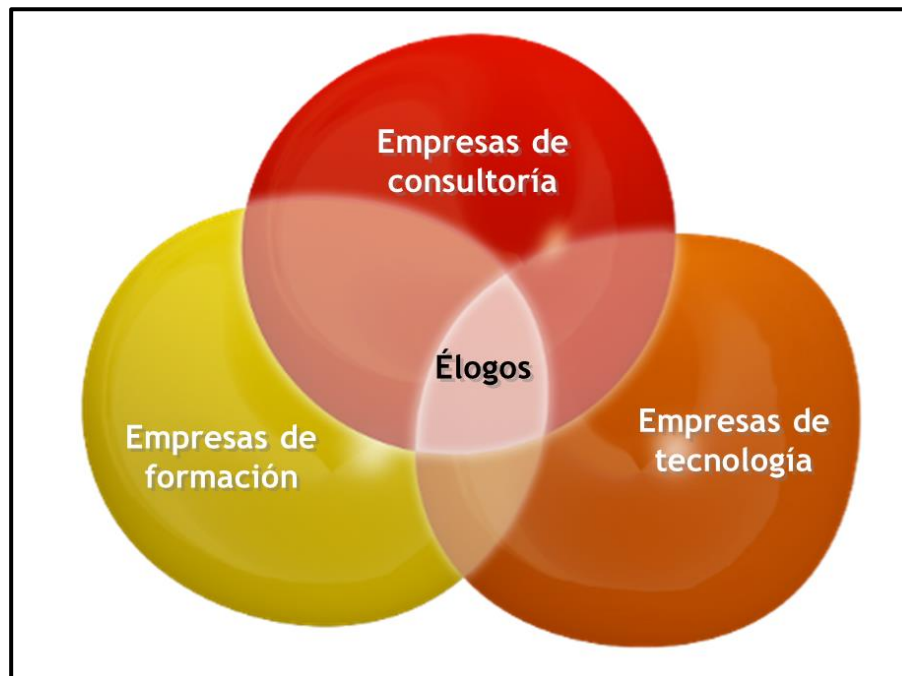 Empresas de
consultoría
Élogos
Empresas de
formación
Empresas de
tecnología